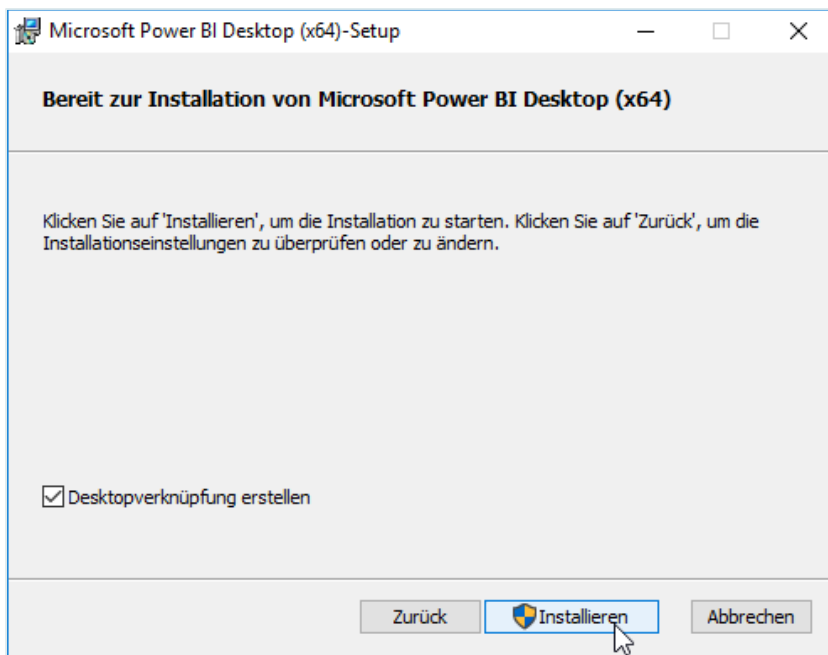 Microsoft Power BI Desktop (x64)-Setup
Bereit zur Installation von Microsoft Power BI Desktop (x64)
Klicken Sie auf 'Installieren', um die Installation zu starten. Klicken Sie auf 'Zurück', um die
Installationseinstellungen zu überprüfen oder zu ändern.
Desktopverknüpfung erstellen
Zurück
Installieren
Abbrechen